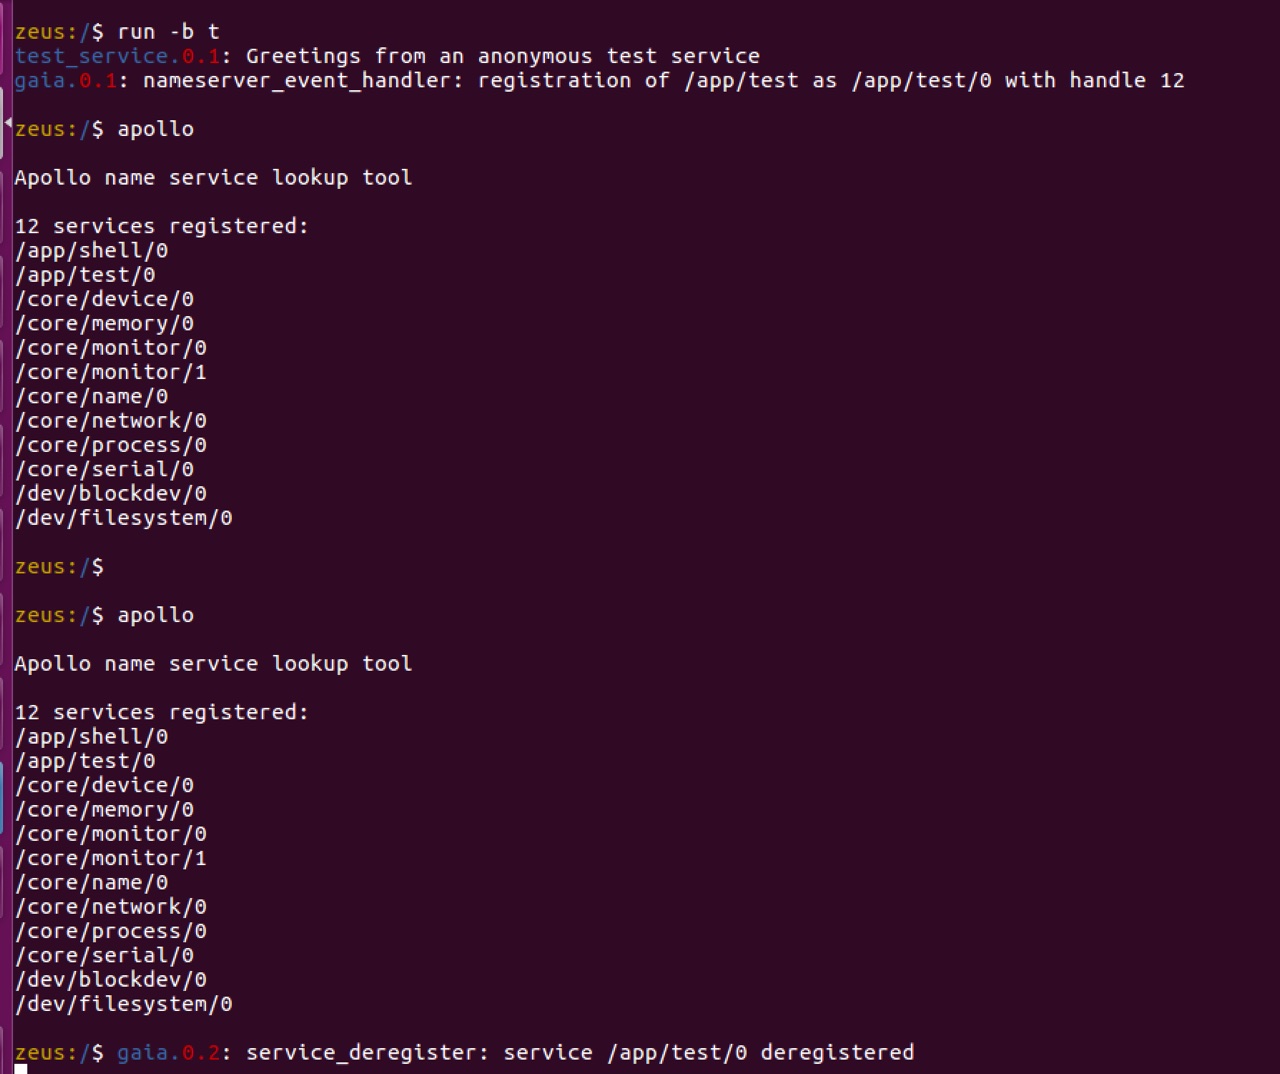 zeus:/$ run -b t
test_service.0.1: Greetings from an anonymous test service
gaia.0.1: nameserver_event_handler: registration of /app/test as /app/test/0 with handle 12
zeus:/$ apollo
Apollo name service lookup tool
12 services registered:
/app/shell/0
/app/test/0
/core/device/0
/core/memory/0
/core/monitor/0
/core/monitor/1
/core/name/0
/core/network/0
/core/process/0
/core/serial/0
/dev/blockdev/0
/dev/filesystem/0
zeus:/$
zeus:/$ apollo
Apollo name service lookup tool
12 services registered:
/app/shell/0
/app/test/0
/core/device/0
/core/memory/0
/core/monitor/0
/core/monitor/1
/core/name/0
/core/network/0
/core/process/0
/core/serial/0
/dev/blockdev/0
/dev/filesystem/0
zeus:/$ gaia.0.2: service_deregister: service /app/test/0 deregistered